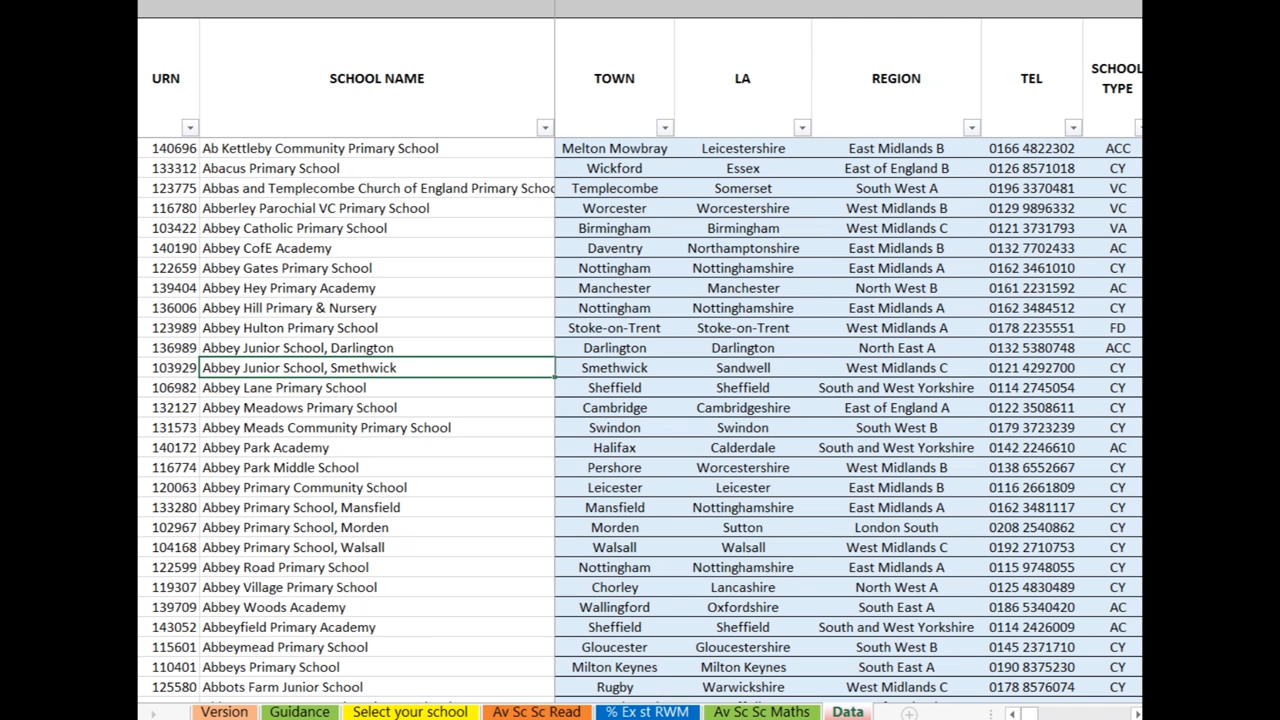 URN SCHOOL NAME TOWN LA REGION TEL SCHOOL TYPE
140696 Ab Kettleby Community Primary School Melton Mowbray Leicestershire East Midlands B 0166 4822302 ACC
133312 Abacus Primary School Wickford Essex East of England B 0126 8571018 CY
123775 Abbas and Templecombe Church of England Primary Schoo Templecombe Somerset South West A 0196 3370481 VC
116780 Abberley Parochial VC Primary School Worcester Worcestershire West Midlands B 0129 9896332 VC
103422 Abbey Catholic Primary School Birmingham Birmingham West Midlands C 0121 3731793 VA
140190 Abbey CofE Academy Daventry Northamptonshire East Midlands B 0132 7702433 AC
122659 Abbey Gates Primary School Nottingham Nottinghamshire East Midlands A 0162 3461010 CY
139404 Abbey Hey Primary Academy Manchester Manchester North West B 0161 2231592 AC
136006 Abbey Hill Primary & Nursery Nottingham Nottinghamshire East Midlands A 0162 3484512 CY
123989 Abbey Hulton Primary School Stoke-on-Trent Stoke-on-Trent West Midlands A 0178 2235551 FD
136989 Abbey Junior School, Darlington Darlington Darlington North East A 0132 5380748 ACC
103929 Abbey Junior School, Smethwick Smethwick Sandwell West Midlands C 0121 4292700 CY
106982 Abbey Lane Primary School Sheffield Sheffield South and West Yorkshire 0114 2745054 CY
132127 Abbey Meadows Primary School Cambridge Cambridgeshire East of England A 0122 3508611 CY
131573 Abbey Meads Community Primary School Swindon Swindon South West B 0179 3723239 CY
140172 Abbey Park Academy Halifax Calderdale South and West Yorkshire 0142 2246610 AC
116774 Abbey Park Middle School Pershore Worcestershire West Midlands B 0138 6552667 CY
120063 Abbey Primary Community School Leicester Leicester East Midlands B 0116 2661809 CY
133280 Abbey Primary School, Mansfield Mansfield Nottinghamshire East Midlands A 0162 3481117 CY
102967 Abbey Primary School, Morden Morden Sutton London South 0208 2540862 CY
104168 Abbey Primary School, Walsall Walsall Walsall West Midlands C 0192 2710753 CY
122599 Abbey Road Primary School Nottingham Nottinghamshire East Midlands A 0115 9748055 CY
119307 Abbey Village Primary School Chorley Lancashire North West A 0125 4830489 CY
139709 Abbey Woods Academy Wallingford Oxfordshire South East A 0186 5340420 AC
143052 Abbeyfield Primary Academy Sheffield Sheffield South and West Yorkshire 0114 2426009 AC
115601 Abbeymead Primary School Gloucester Gloucestershire South West B 0145 2371710 CY
110401 Abbeys Primary School Milton Keynes Milton Keynes South East A 0190 8375230 CY
125580 Abbots Farm Junior School Rugby Warwickshire West Midlands C 0178 8576074 CY
Version Guidance Select your school Av Sc Sc Read % Ex st RWM Av Sc Sc Maths Data